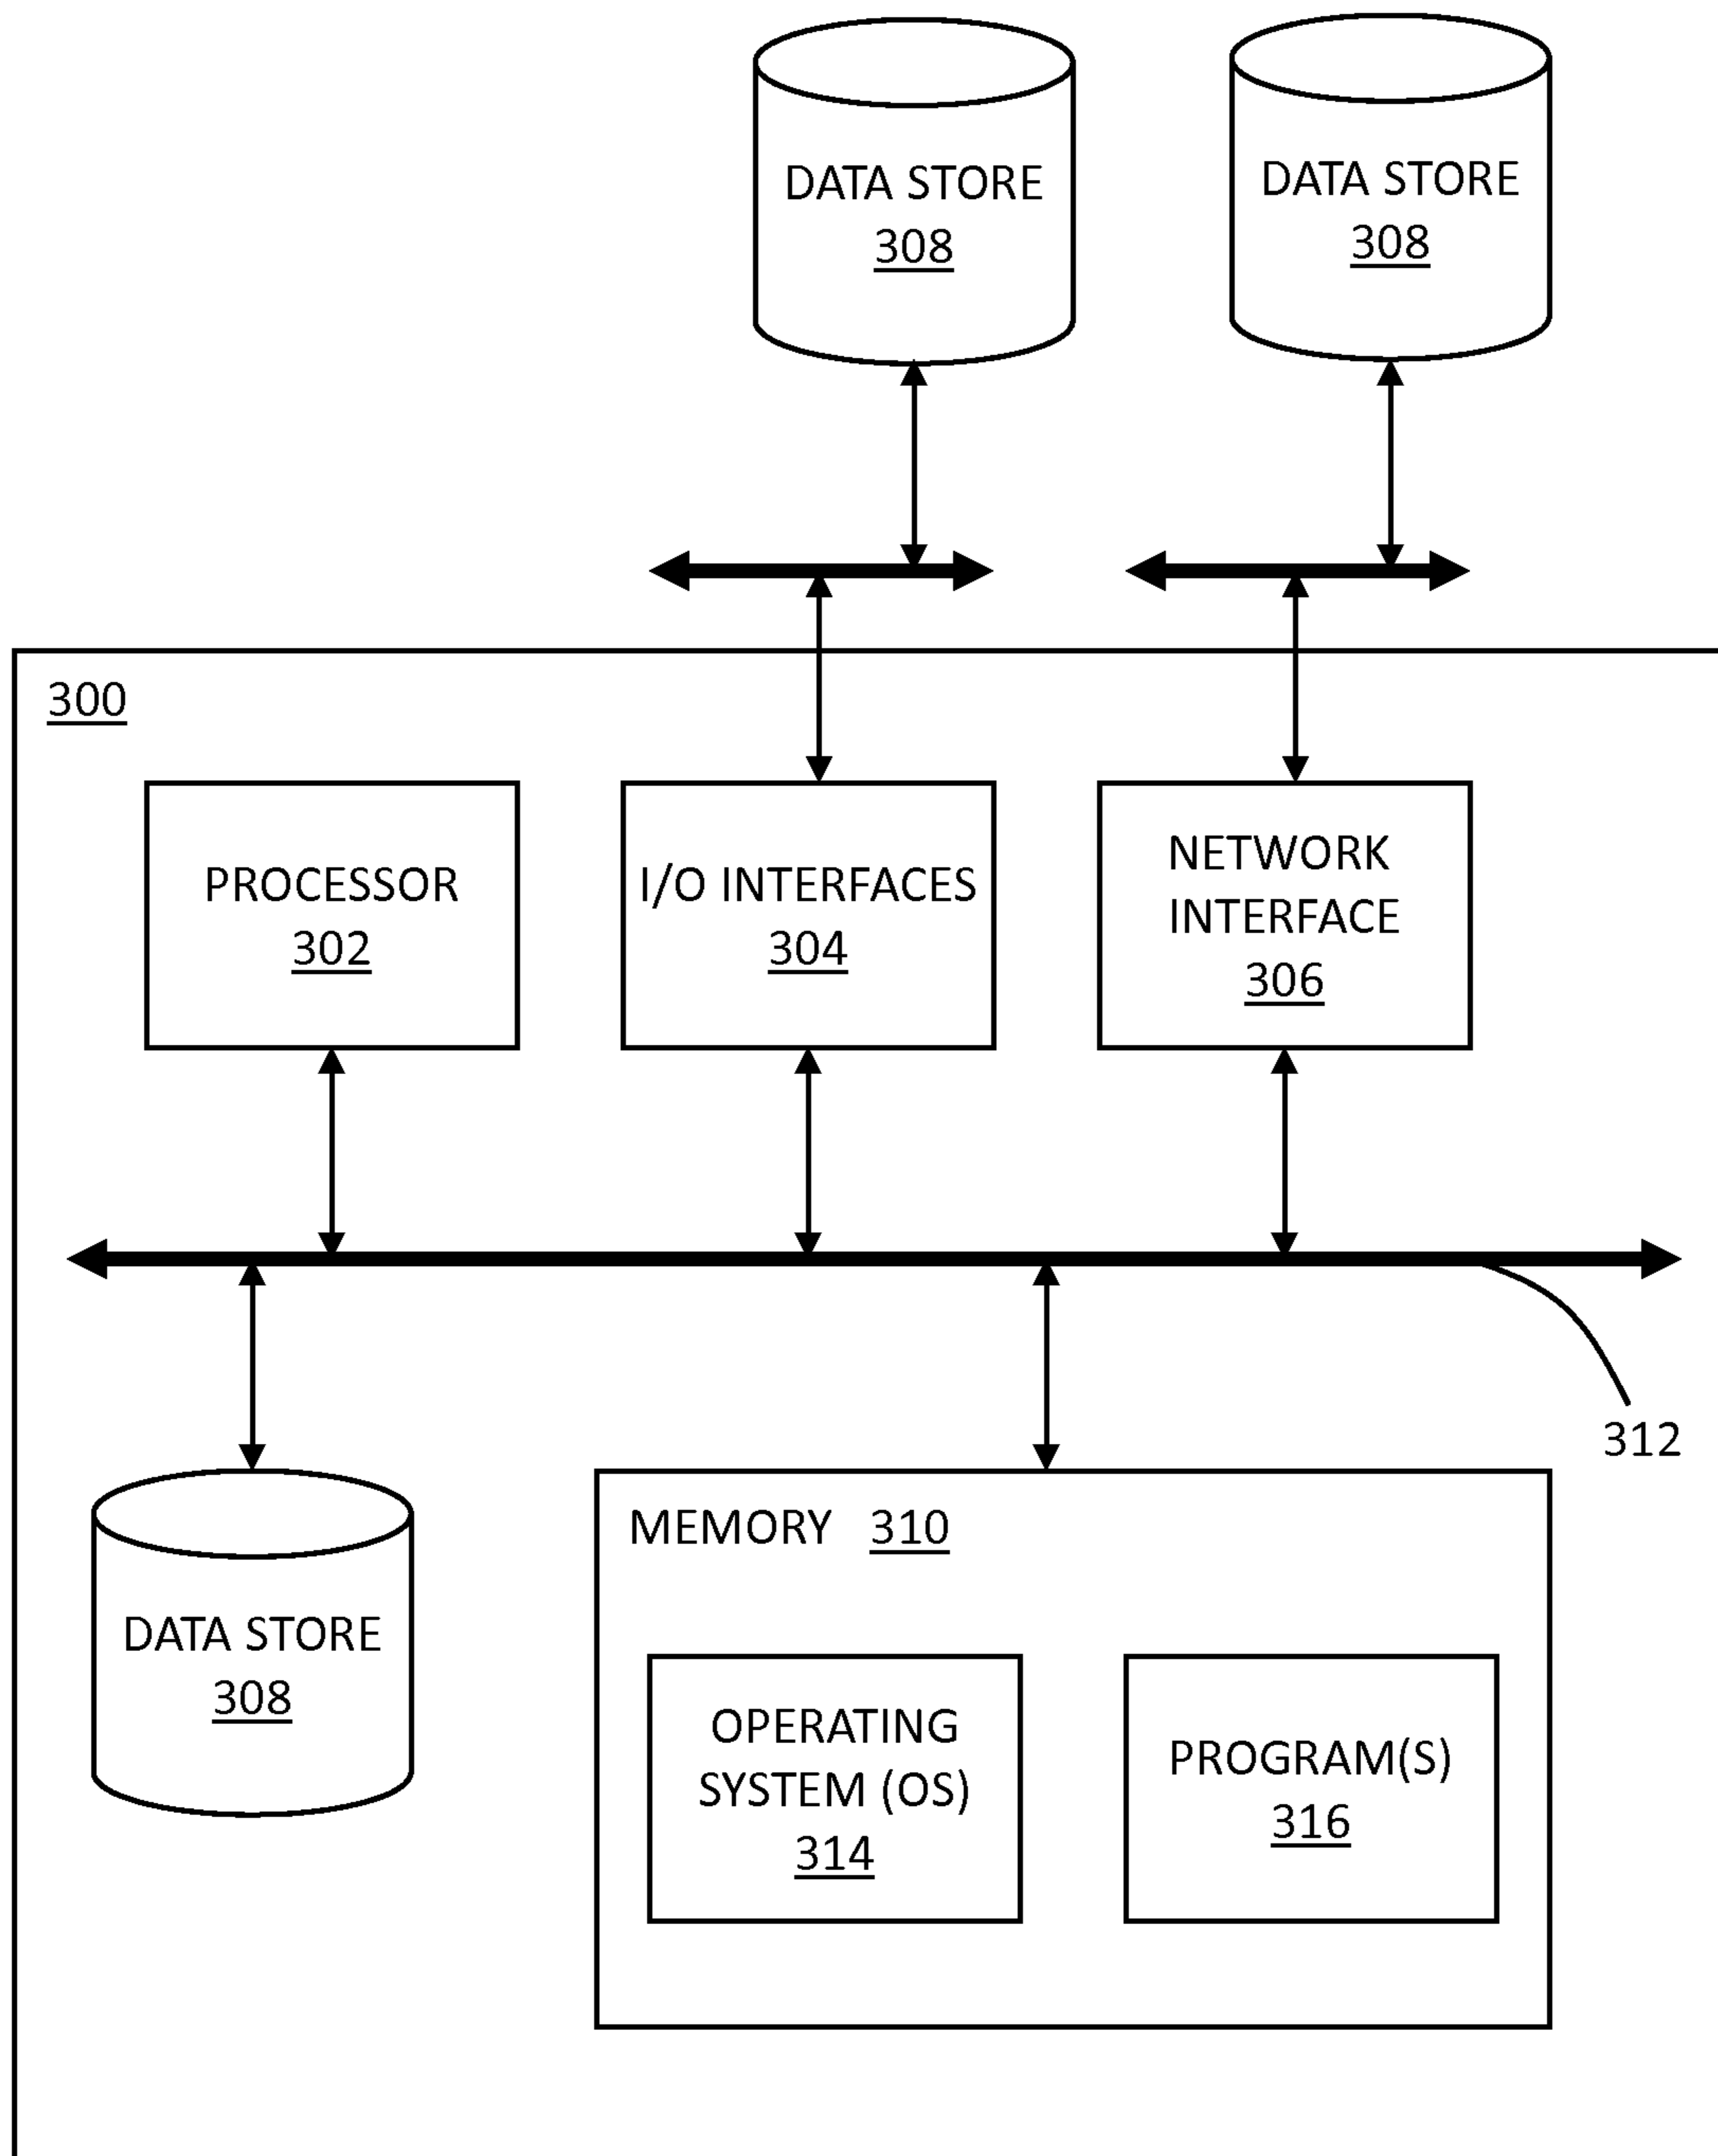 DATA STORE
308
DATA STORE
308
300
PROCESSOR
302
I/O INTERFACES
304
NETWORK
INTERFACE
306
312
DATA STORE
308
MEMORY 310
OPERATING
SYSTEM (OS)
314
PROGRAM(S)
316